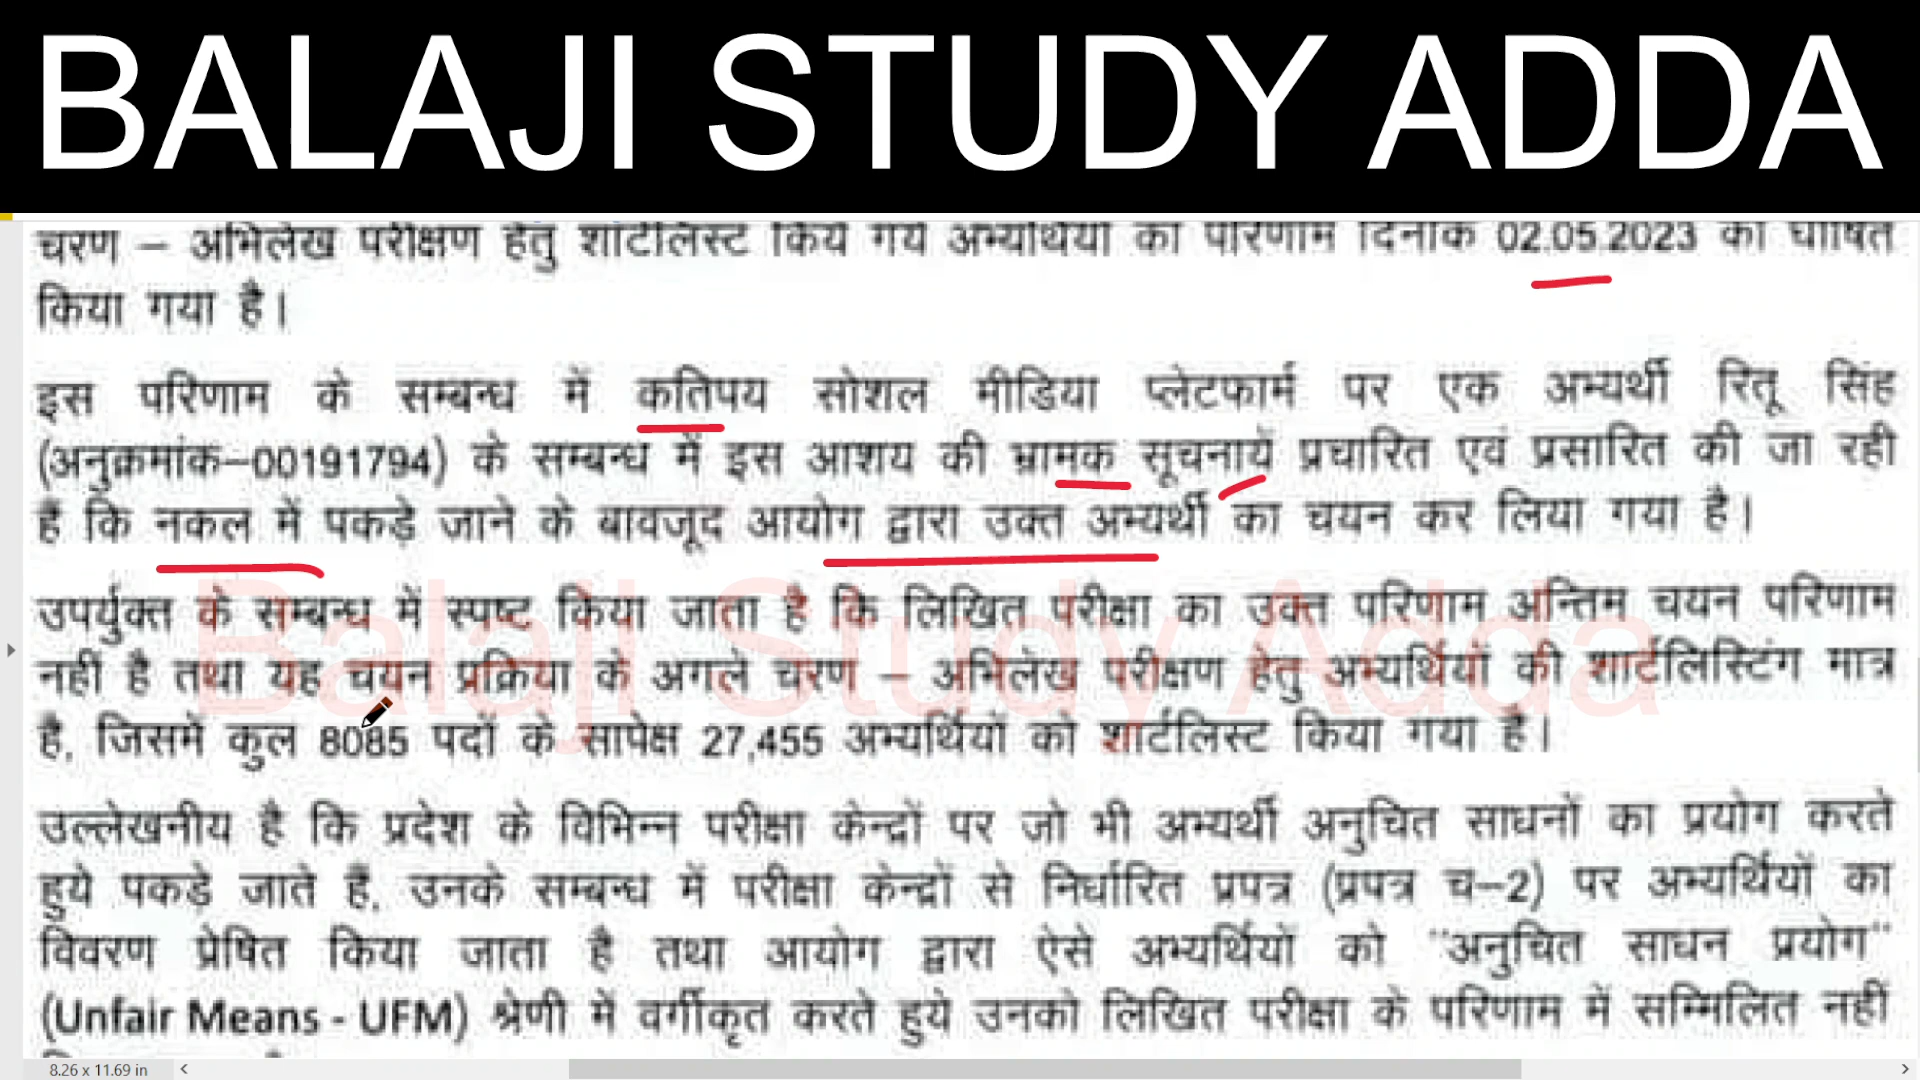 BALAJI STUDY ADDA
चरण – अभिलेख परीक्षण हेतु शार्टलिस्ट किये गये अभ्यर्थियों का परिणाम दिनांक 02.05.2023 को घोषित
किया गया है।
इस परिणाम के सम्बन्ध में कतिपय सोशल मीडिया प्लेटफार्म पर एक अभ्यर्थी रितू सिंह
(अनुक्रमांक–00191794) के सम्बन्ध में इस आशय की भ्रामक सूचनायें प्रचारित एवं प्रसारित की जा रही
हैं कि नकल में पकड़े जाने के बावजूद आयोग द्वारा उक्त अभ्यर्थी का चयन कर लिया गया है।
उपर्युक्त के सम्बन्ध में स्पष्ट किया जाता है कि लिखित परीक्षा का उक्त परिणाम अन्तिम चयन परिणाम
नहीं है तथा यह चयन प्रक्रिया के अगले चरण – अभिलेख परीक्षण हेतु अभ्यर्थियों की शार्टलिस्टिंग मात्र
है, जिसमें कुल 8085 पदों के सापेक्ष 27,455 अभ्यर्थियों को शार्टलिस्ट किया गया है।
Balaji Study Adda
उल्लेखनीय है कि प्रदेश के विभिन्न परीक्षा केन्द्रों पर जो भी अभ्यर्थी अनुचित साधनों का प्रयोग करते
हुये पकड़े जाते हैं, उनके सम्बन्ध में परीक्षा केन्द्रों से निर्धारित प्रपत्र (प्रपत्र च–2) पर अभ्यर्थियों का
विवरण प्रेषित किया जाता है तथा आयोग द्वारा ऐसे अभ्यर्थियों को "अनुचित साधन प्रयोग"
(Unfair Means - UFM) श्रेणी में वर्गीकृत करते हुये उनको लिखित परीक्षा के परिणाम में सम्मिलित नहीं
8.26 x 11.69 in